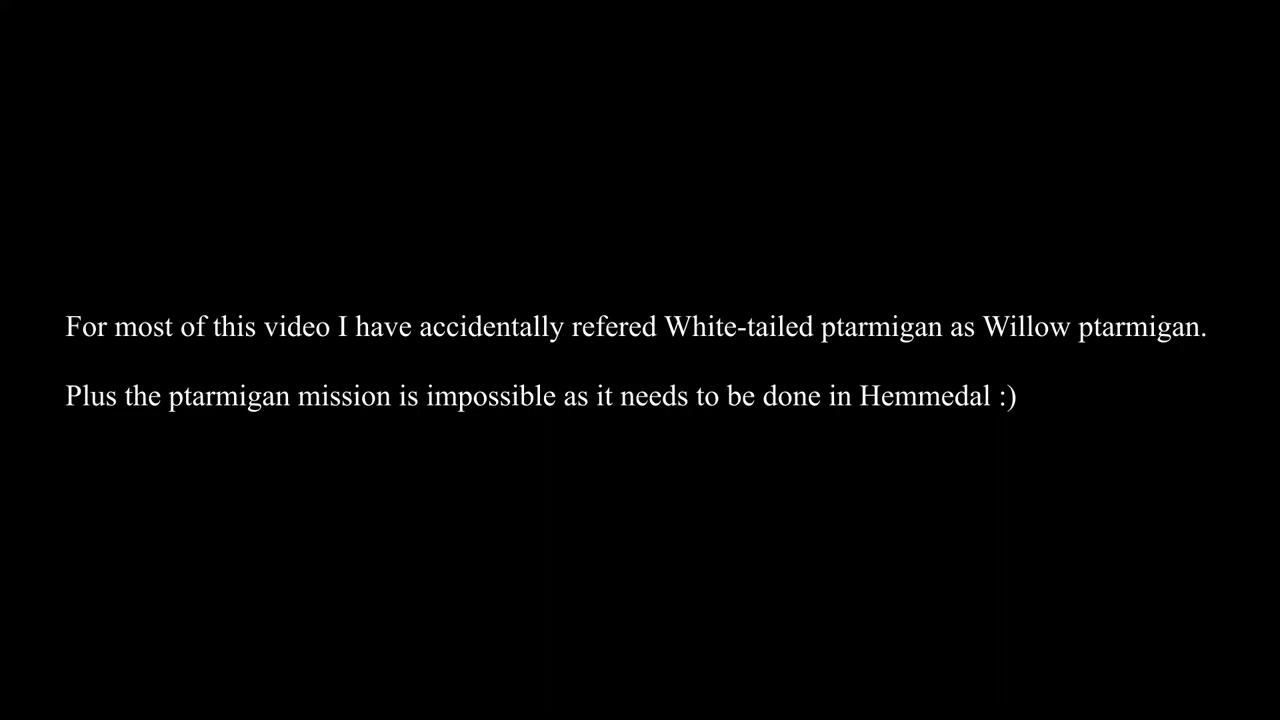 For most of this video I have accidentally refered White-tailed ptarmigan as Willow ptarmigan.
Plus the ptarmigan mission is impossible as it needs to be done in Hemmedal :)